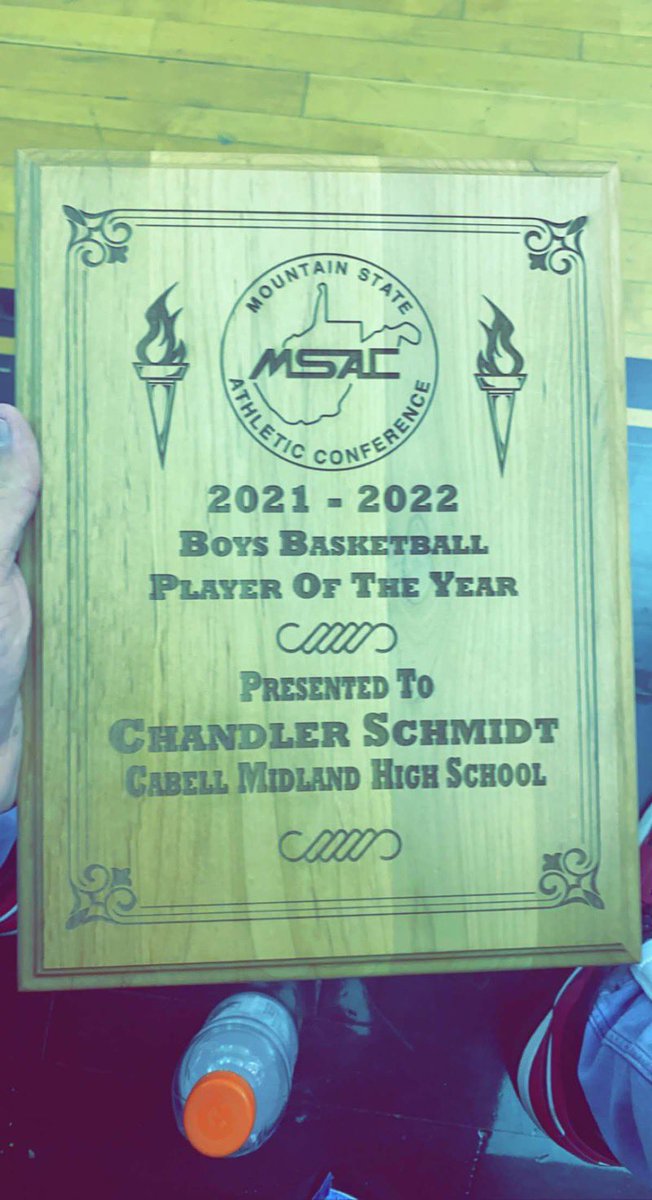 MOUNTAIN STATE
MSAC
ATHLETIC CONFERENCE
2021 - 2022
BOYS BASKETBALL
PLAYER OF THE YEAR
PRESENTED TO
CHANDLER SCHMIDT
CABELL MIDLAND HIGH SCHOOL